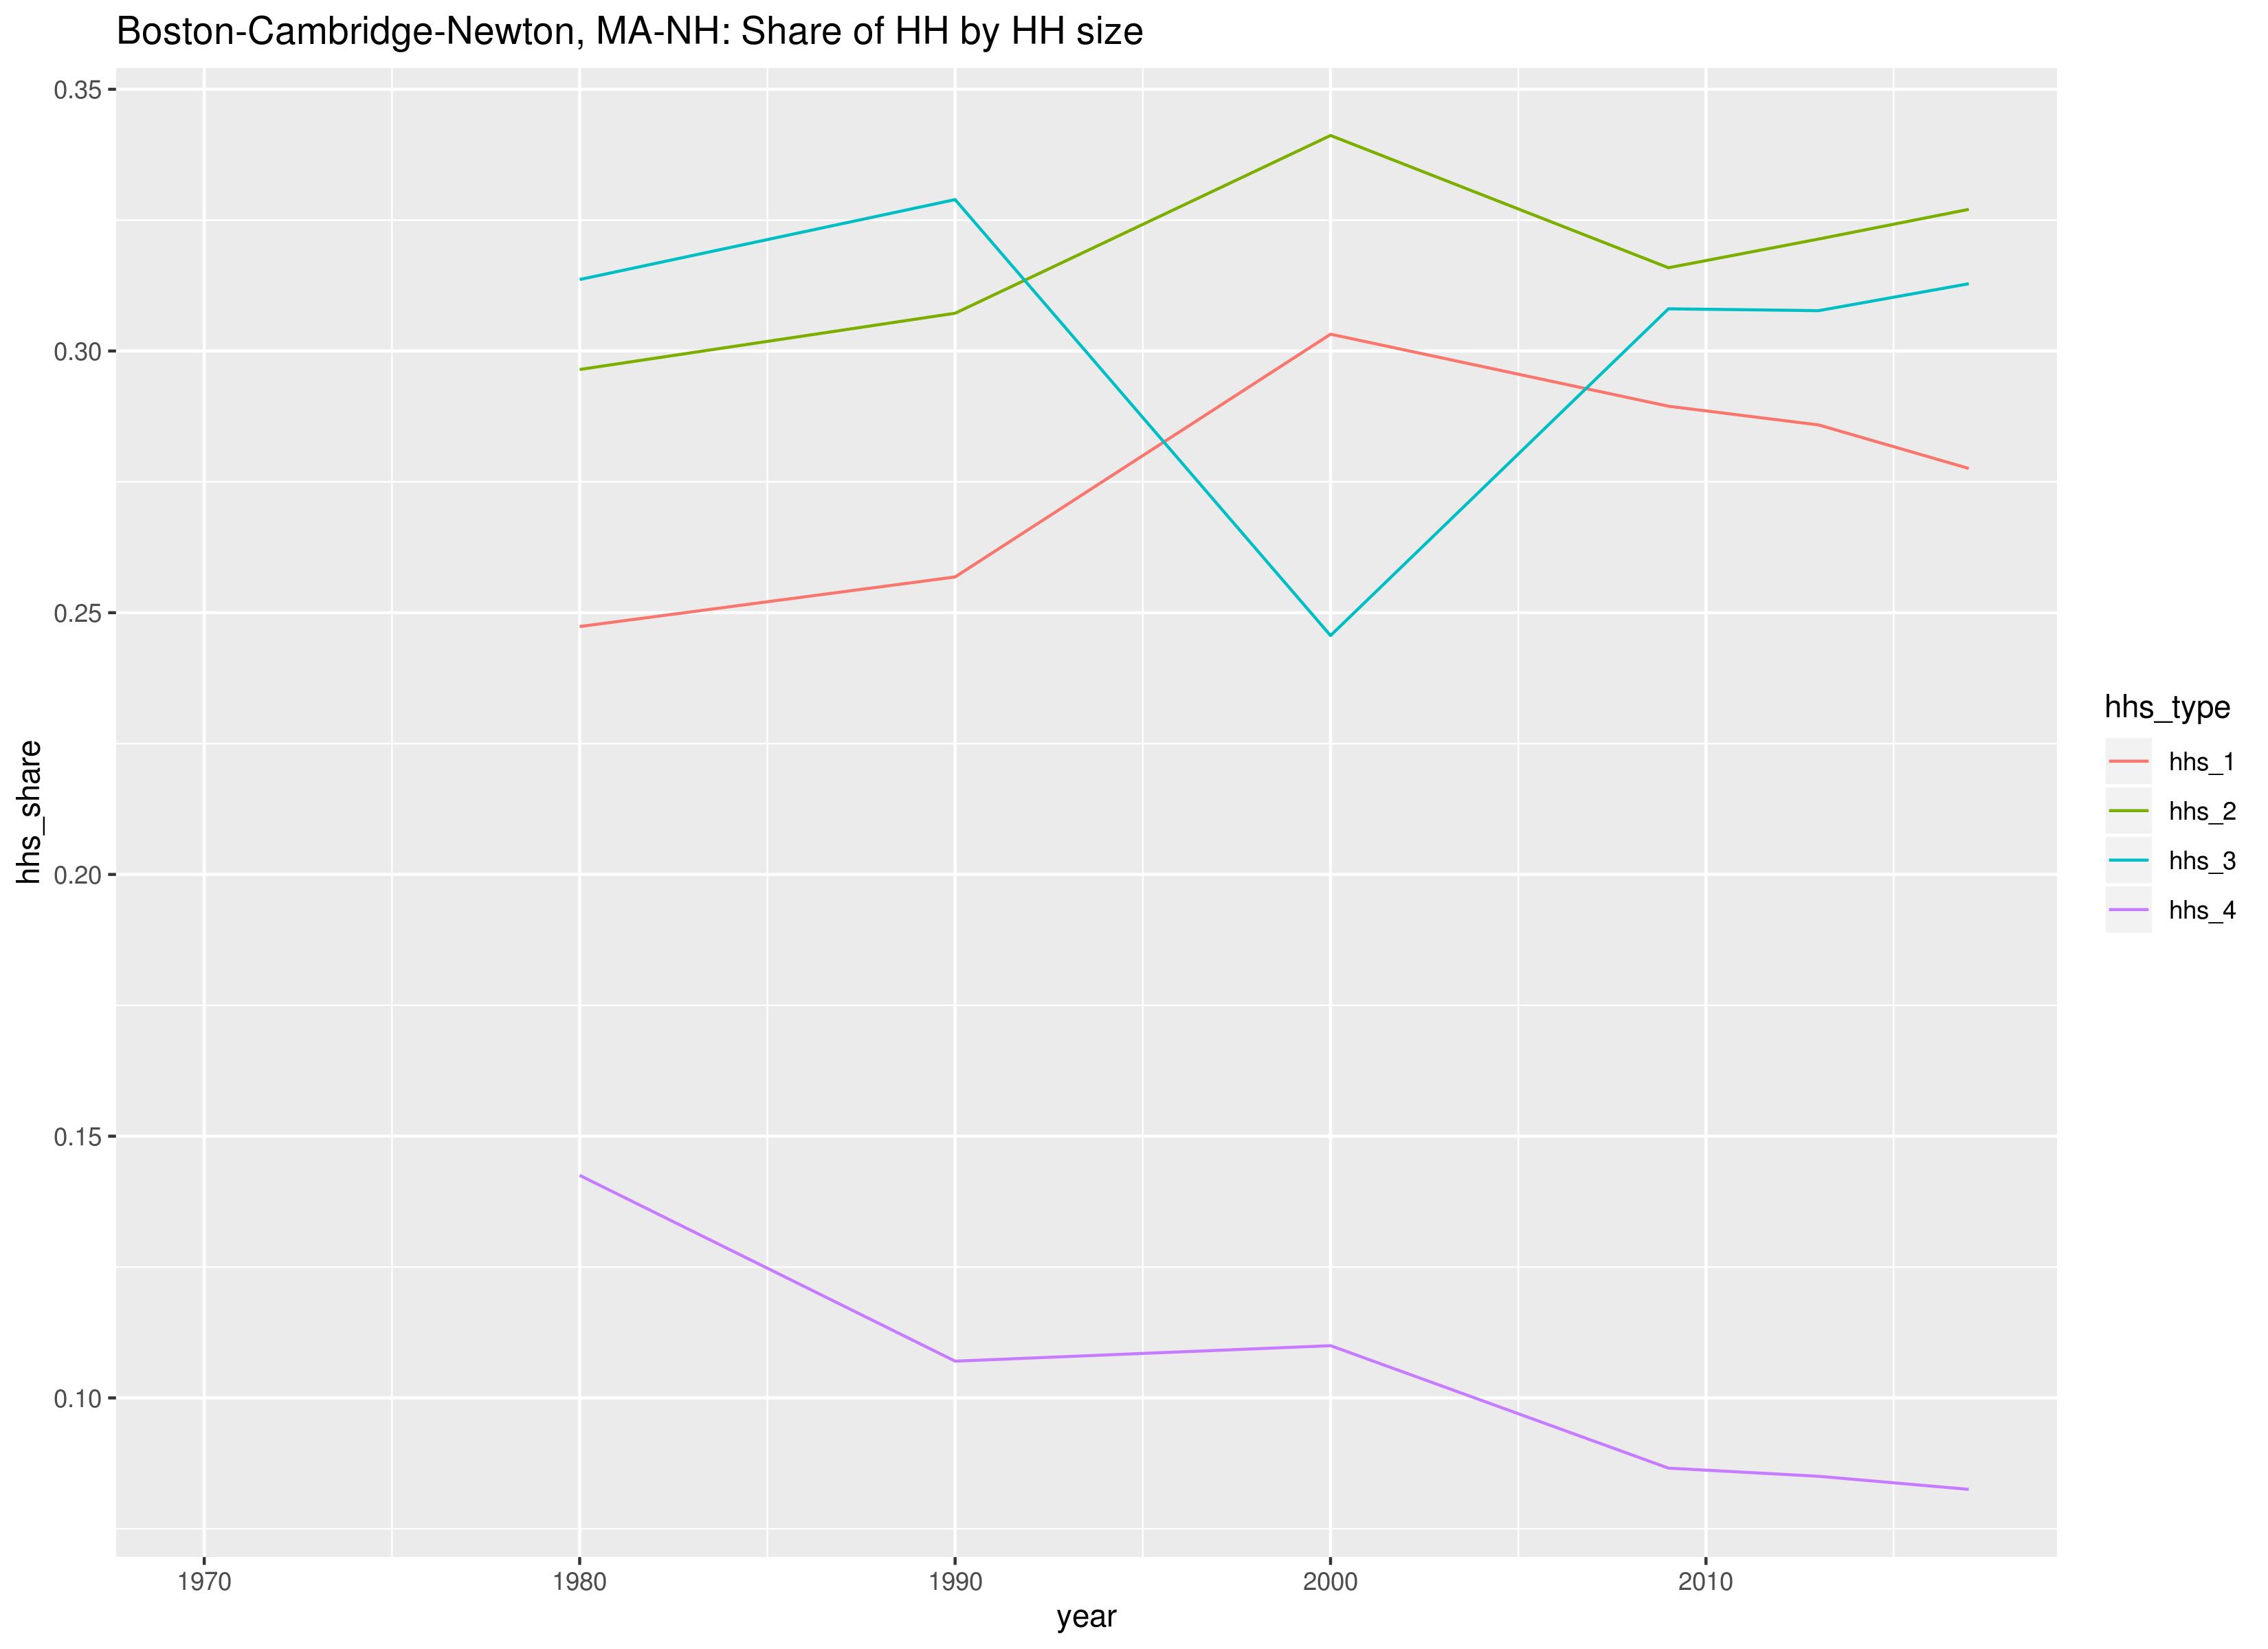 Boston-Cambridge-Newton, MA-NH: Share of HH by HH size
0.35
0.30
0.25
0.20
0.15
0.10
hhs_share
1970
1980
1990
2000
2010
year
hhs_type
hhs_1
hhs_2
hhs_3
hhs_4